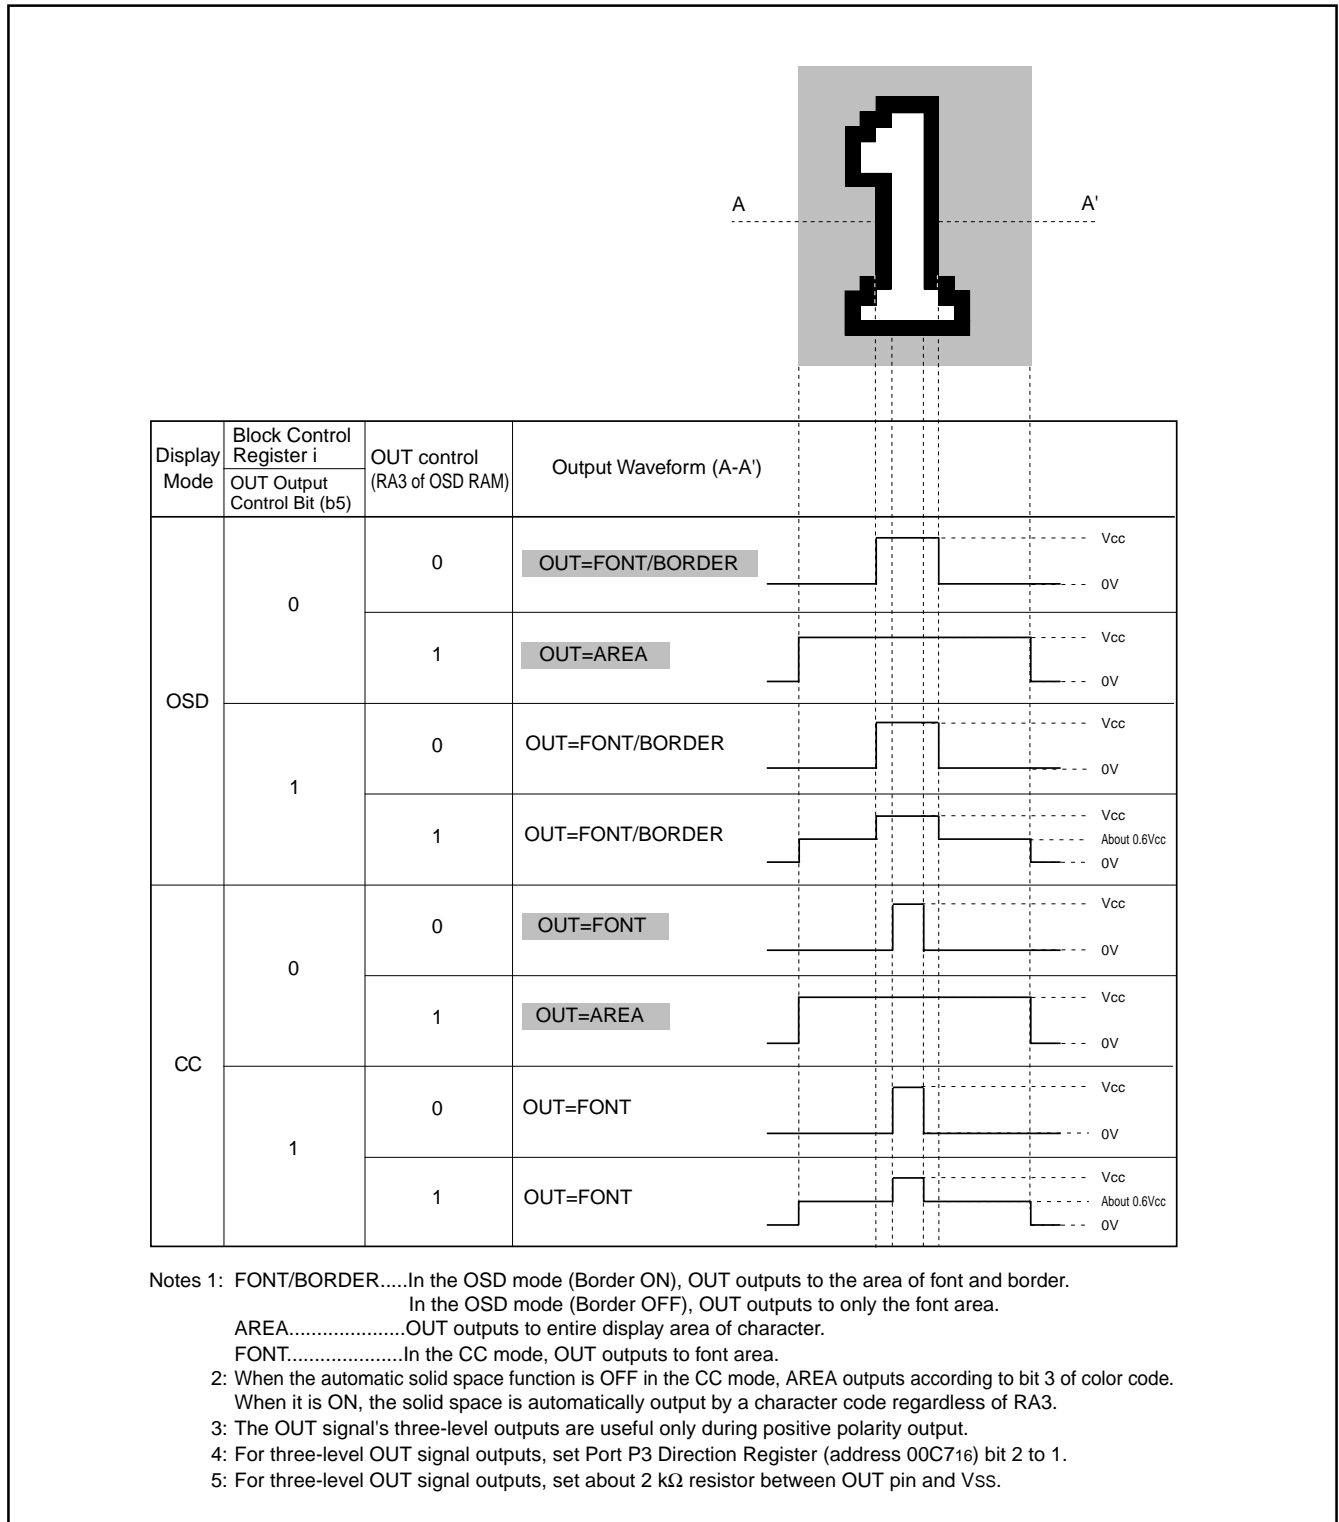 1
A A'
Display Mode
Block Control Register i
OUT Output Control Bit (b5)
OUT control (RA3 of OSD RAM)
Output Waveform (A-A')
OSD
0
0
OUT=FONT/BORDER
Vcc
0V
1
OUT=AREA
Vcc
0V
1
0
OUT=FONT/BORDER
Vcc
0V
1
OUT=FONT/BORDER
Vcc
About 0.6Vcc
0V
CC
0
0
OUT=FONT
Vcc
0V
1
OUT=AREA
Vcc
0V
1
0
OUT=FONT
Vcc
0V
1
OUT=FONT
Vcc
About 0.6Vcc
0V
Notes 1: FONT/BORDER.....In the OSD mode (Border ON), OUT outputs to the area of font and border.
In the OSD mode (Border OFF), OUT outputs to only the font area.
AREA.....................OUT outputs to entire display area of character.
FONT.....................In the CC mode, OUT outputs to font area.
2: When the automatic solid space function is OFF in the CC mode, AREA outputs according to bit 3 of color code.
When it is ON, the solid space is automatically output by a character code regardless of RA3.
3: The OUT signal's three-level outputs are useful only during positive polarity output.
4: For three-level OUT signal outputs, set Port P3 Direction Register (address 00C716) bit 2 to 1.
5: For three-level OUT signal outputs, set about 2 kΩ resistor between OUT pin and VSS.